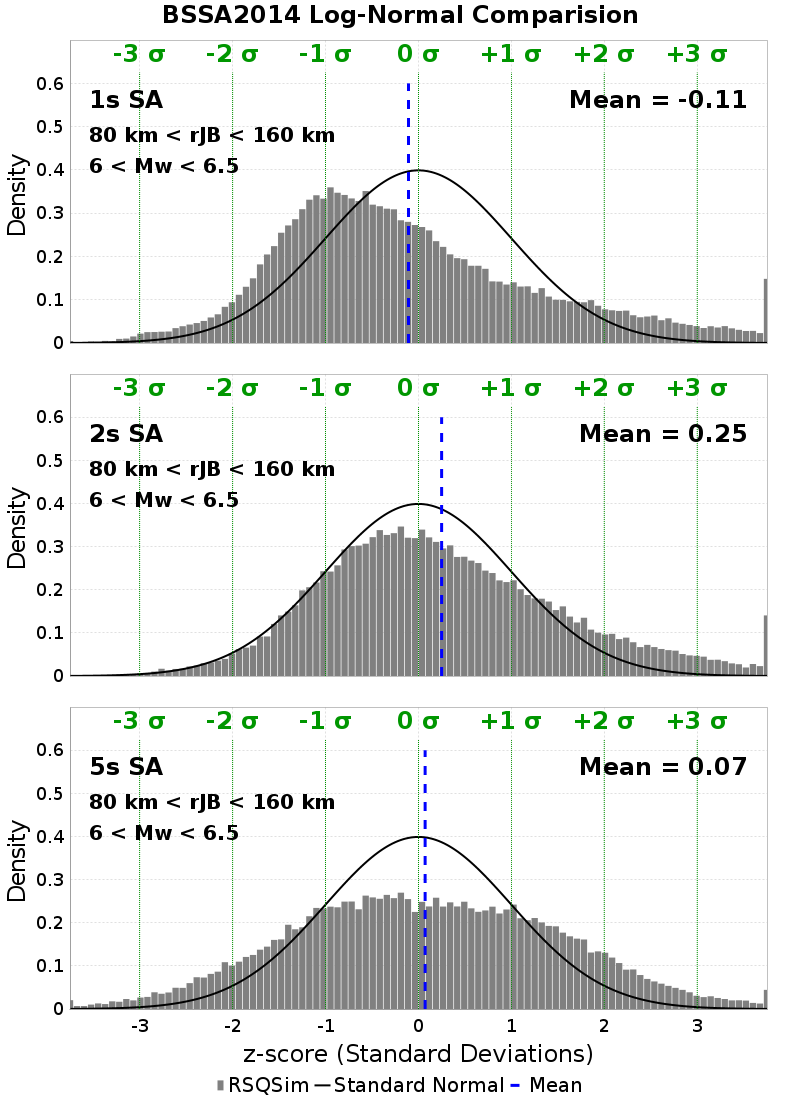 BSSA2014 Log-Normal Comparision
-3 σ -2 σ -1 σ 0 σ +1 σ +2 σ +3 σ
1s SA Mean = -0.11
80 km < rJB < 160 km
6 < Mw < 6.5
Density
0.6
0.5
0.4
0.3
0.2
0.1
0
-3 σ -2 σ -1 σ 0 σ +1 σ +2 σ +3 σ
2s SA Mean = 0.25
80 km < rJB < 160 km
6 < Mw < 6.5
Density
0.6
0.5
0.4
0.3
0.2
0.1
0
-3 σ -2 σ -1 σ 0 σ +1 σ +2 σ +3 σ
5s SA Mean = 0.07
80 km < rJB < 160 km
6 < Mw < 6.5
Density
0.6
0.5
0.4
0.3
0.2
0.1
0
-3 -2 -1 0 1 2 3
z-score (Standard Deviations)
RSQSim Standard Normal Mean